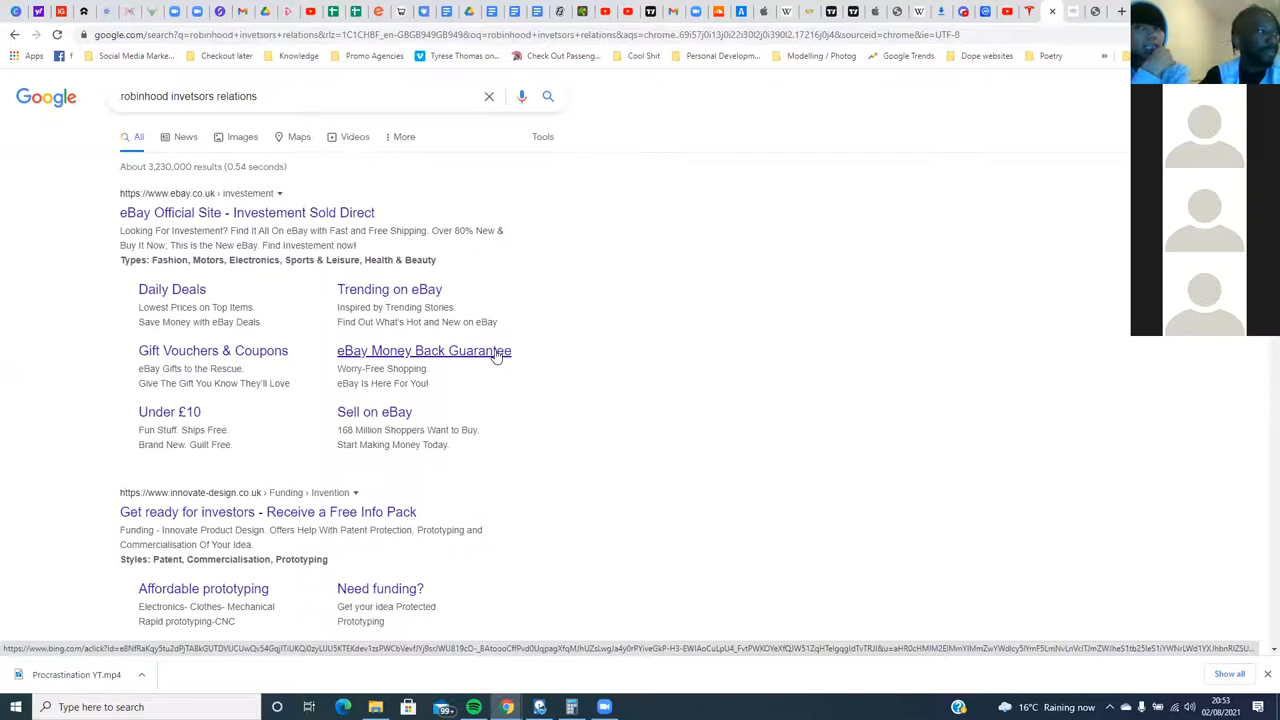 google.com/search?q=robinhood+invetsors+relations&rlz=1C1CHBF_en-GBGB949GB949&oq=robinhood+invetsors+relations&aqs=chrome..69i57j0i13j0i22i30l2j0i390l2.17216j0j4&sourceid=chrome&ie=UTF-8
Apps
Social Media Marke...
Checkout later
Knowledge
Promo Agencies
Tyrese Thomas on...
Check Out Passeng...
Cool Shit
Personal Develop...
Modelling / Photog
Google Trends
Dope websites
Poetry
»
Google
robinhood invetsors relations
All
News
Images
Maps
Videos
More
Tools
About 3,230,000 results (0.54 seconds)
https://www.ebay.co.uk › investement
eBay Official Site - Investement Sold Direct
Looking For Investement? Find It All On eBay with Fast and Free Shipping. Over 80% New &
Buy It Now; This is the New eBay. Find Investement now!
Types: Fashion, Motors, Electronics, Sports & Leisure, Health & Beauty
Daily Deals
Lowest Prices on Top Items.
Save Money with eBay Deals.
Trending on eBay
Inspired by Trending Stories.
Find Out What's Hot and New on eBay
Gift Vouchers & Coupons
eBay Gifts to the Rescue.
Give The Gift You Know They'll Love
eBay Money Back Guarantee
Worry-Free Shopping.
eBay Is Here For You!
Under £10
Fun Stuff. Ships Free.
Brand New. Guilt Free.
Sell on eBay
168 Million Shoppers Want to Buy.
Start Making Money Today.
https://www.innovate-design.co.uk › Funding › Invention
Get ready for investors - Receive a Free Info Pack
Funding - Innovate Product Design. Offers Help With Patent Protection, Prototyping and
Commercialisation Of Your Idea.
Styles: Patent, Commercialisation, Prototyping
Affordable prototyping
Electronics- Clothes- Mechanical
Rapid prototyping-CNC
Need funding?
Get your idea Protected
Prototyping
Procrastination YT.mp4
Show all
Type here to search
99+
16°C Raining now
20:53
02/08/2021